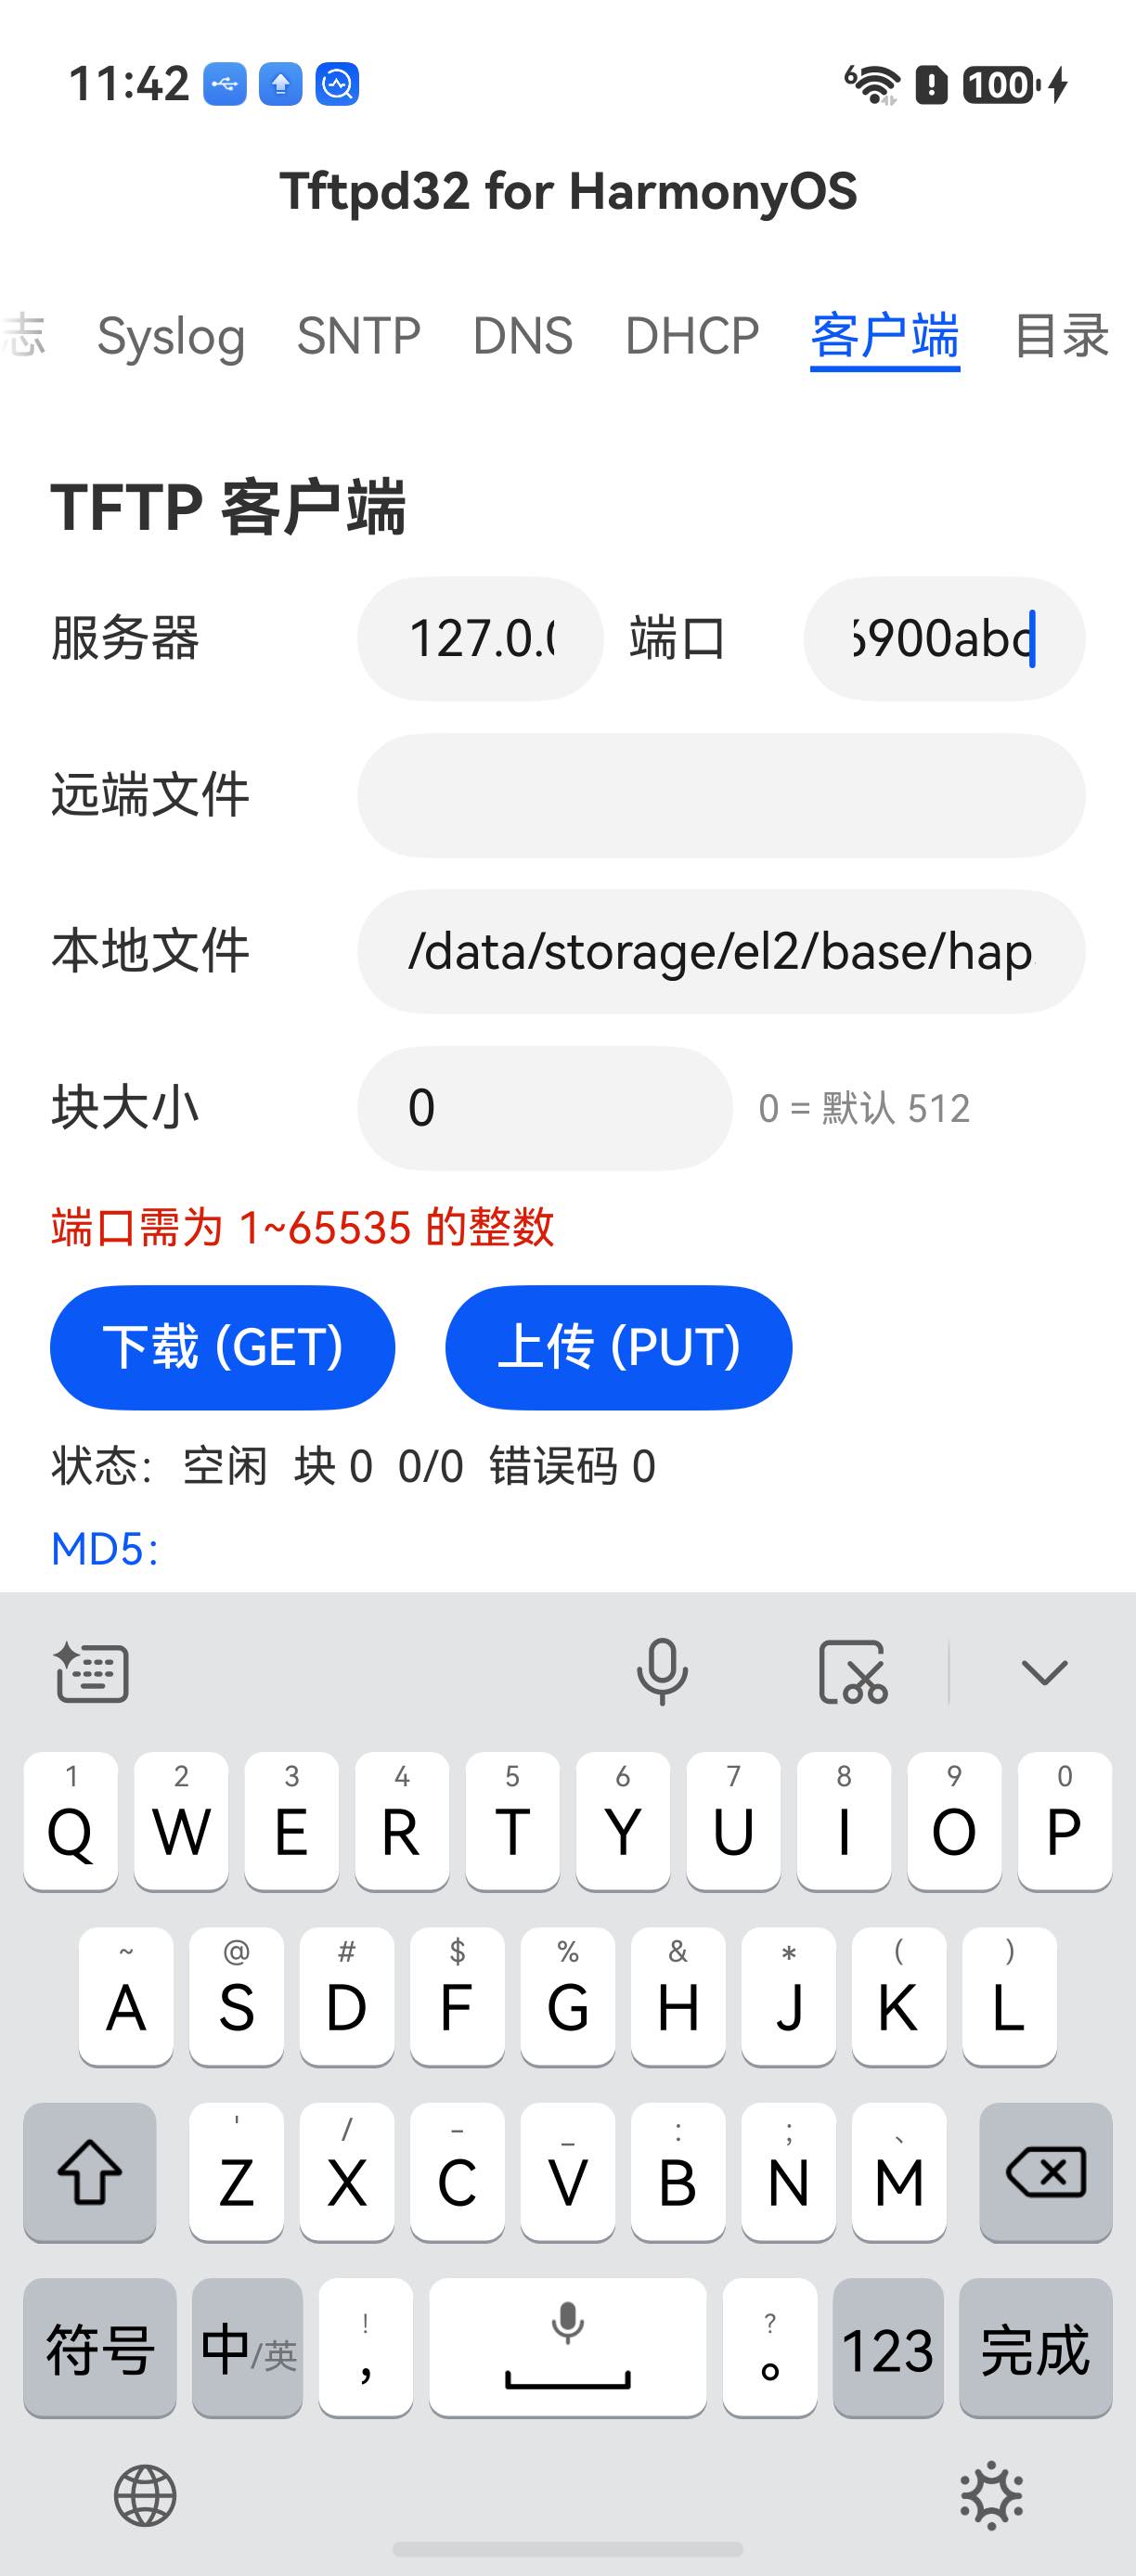 11:42 6 100
Tftpd32 for HarmonyOS
志 Syslog SNTP DNS DHCP 客户端 目录
TFTP 客户端
服务器 127.0. 端口 6900abc
远端文件
本地文件 /data/storage/el2/base/hap
块大小 0 0 = 默认 512
端口需为 1~65535 的整数
下载 (GET) 上传 (PUT)
状态： 空闲 块 0 0/0 错误码 0
MD5：
1 2 3 4 5 6 7 8 9 0
Q W E R T Y U I O P
~ @ # $ % & * ( )
A S D F G H J K L
' / - _ : ; 、
Z X C V B N M
! ?
符号 中/英 ， 。 123 完成